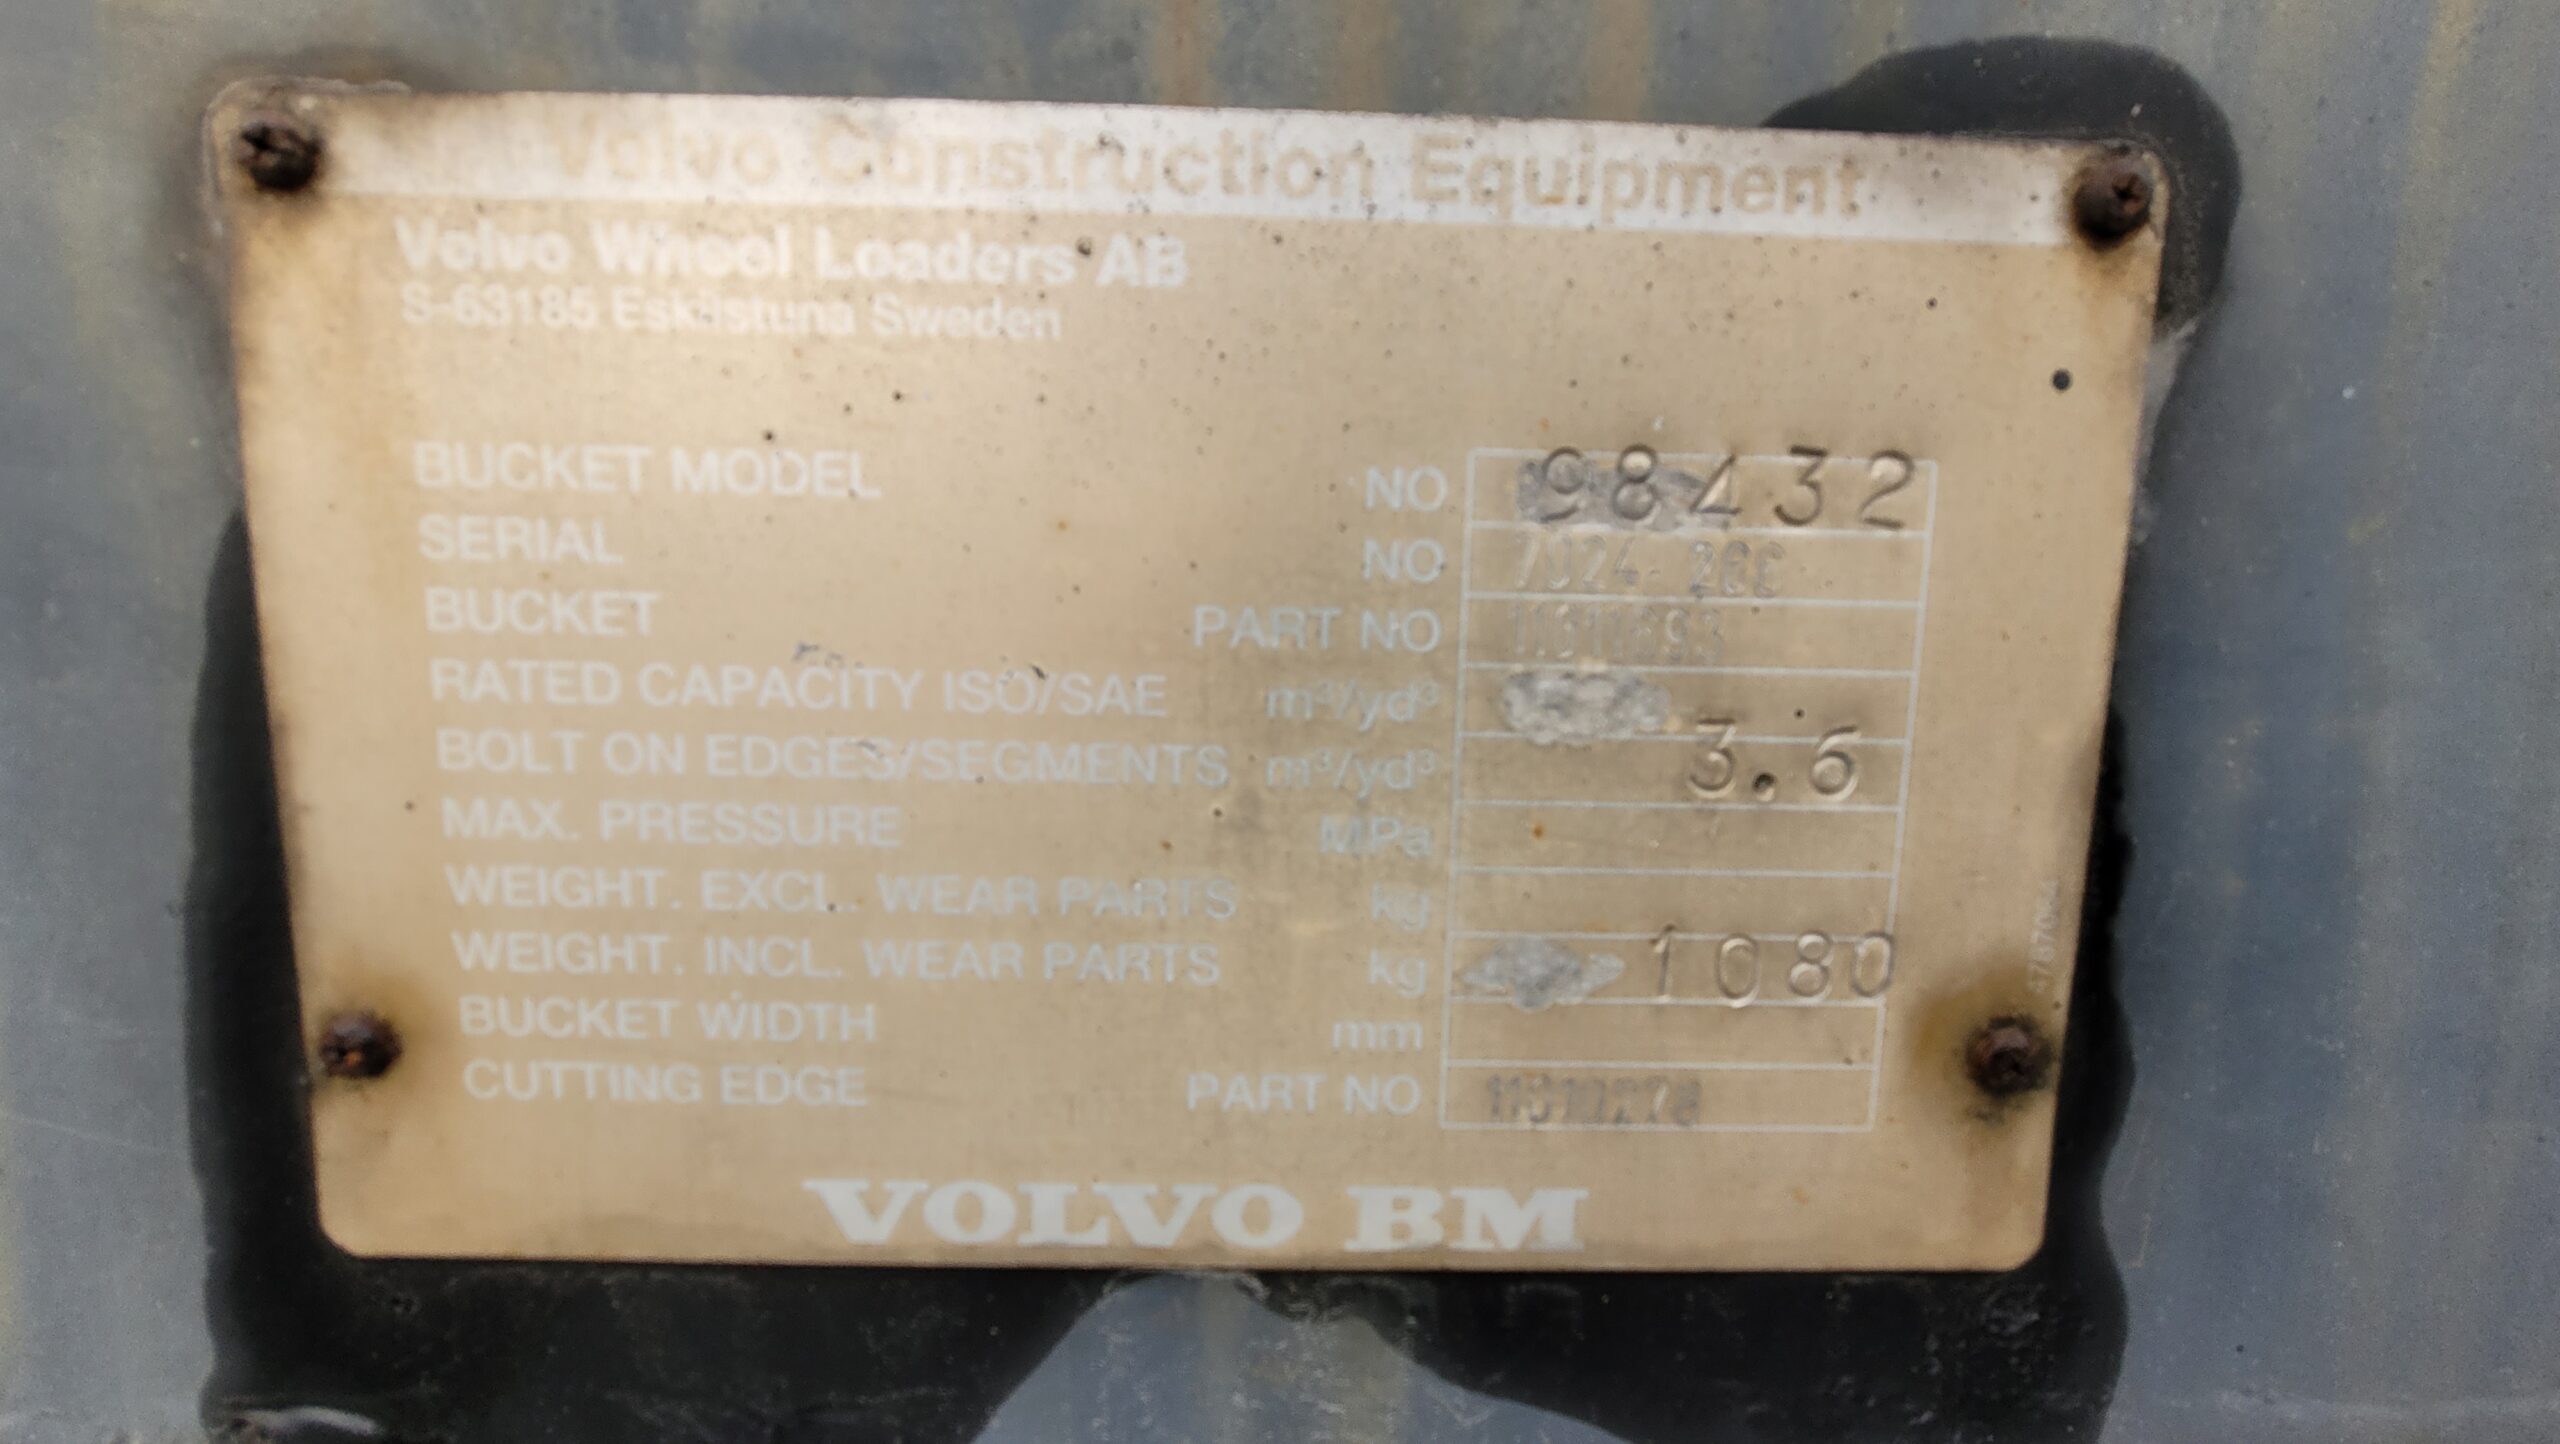 Volvo Construction Equipment
Volvo Wheel Loaders AB
S-63185 Eskilstuna Sweden
BUCKET MODEL NO 98432
SERIAL NO 7024
BUCKET PART NO 11011693
RATED CAPACITY ISO/SAE m³/yd³
BOLT ON EDGES/SEGMENTS m³/yd³ 3.6
MAX. PRESSURE MPa
WEIGHT. EXCL. WEAR PARTS kg
WEIGHT. INCL. WEAR PARTS kg 1080
BUCKET WIDTH mm
CUTTING EDGE PART NO
VOLVO BM